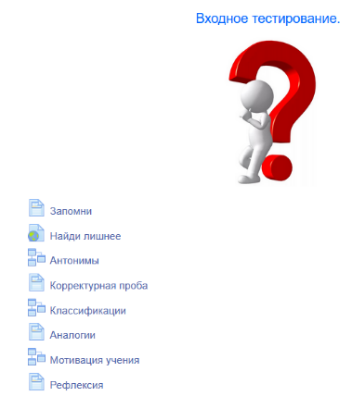 Входное тестирование.
Запомни
Найди лишнее
Антонимы
Корректурная проба
Классификации
Аналогии
Мотивация учения
Рефлексия